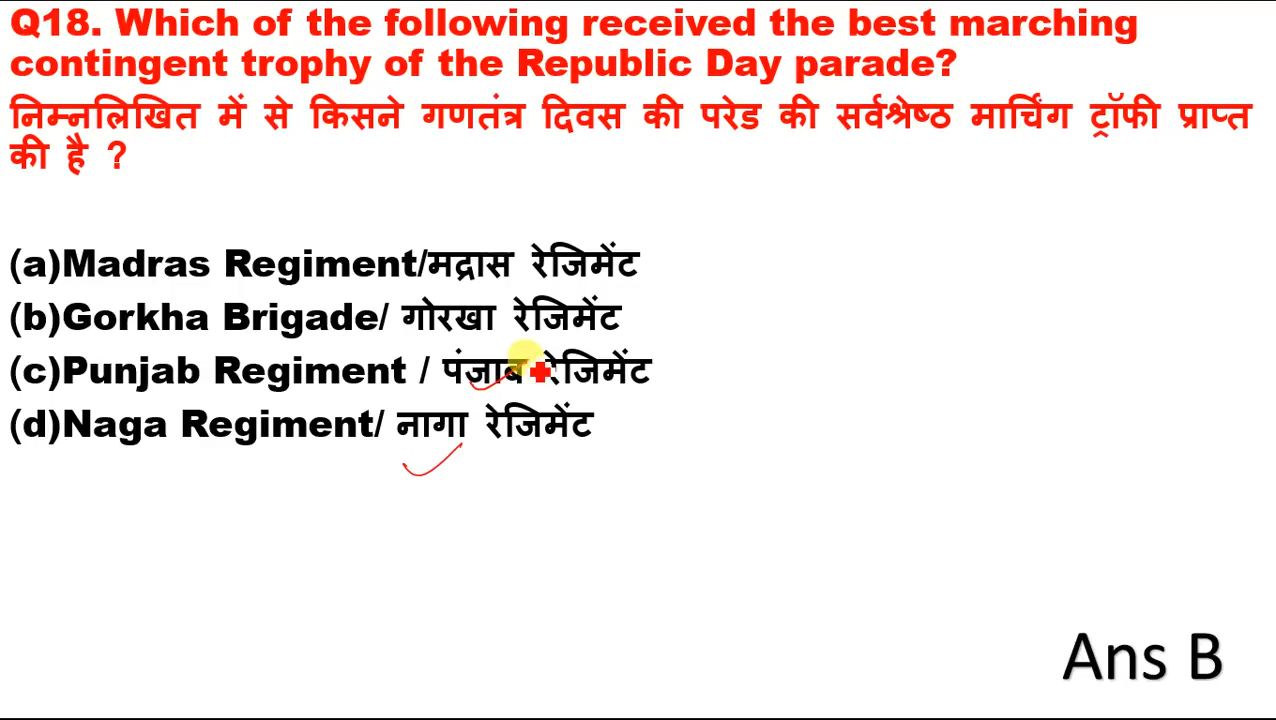 Q18. Which of the following received the best marching
contingent trophy of the Republic Day parade?
निम्नलिखित में से किसने गणतंत्र दिवस की परेड की सर्वश्रेष्ठ मार्चिंग ट्रॉफी प्राप्त
की है ?
(a)Madras Regiment/मद्रास रेजिमेंट
(b)Gorkha Brigade/ गोरखा रेजिमेंट
(c)Punjab Regiment / पंजाब रेजिमेंट
(d)Naga Regiment/ नागा रेजिमेंट
Ans B